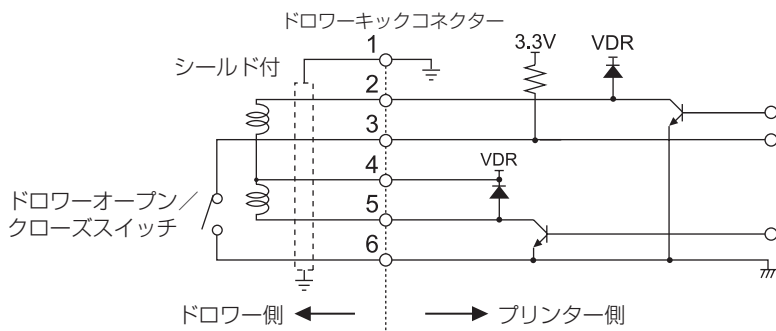 ドロワーキックコネクター
1
3.3V
VDR
シールド付
2
3
4
VDR
ドロワーオープン／
クローズスイッチ
5
6
ドロワー側
プリンター側